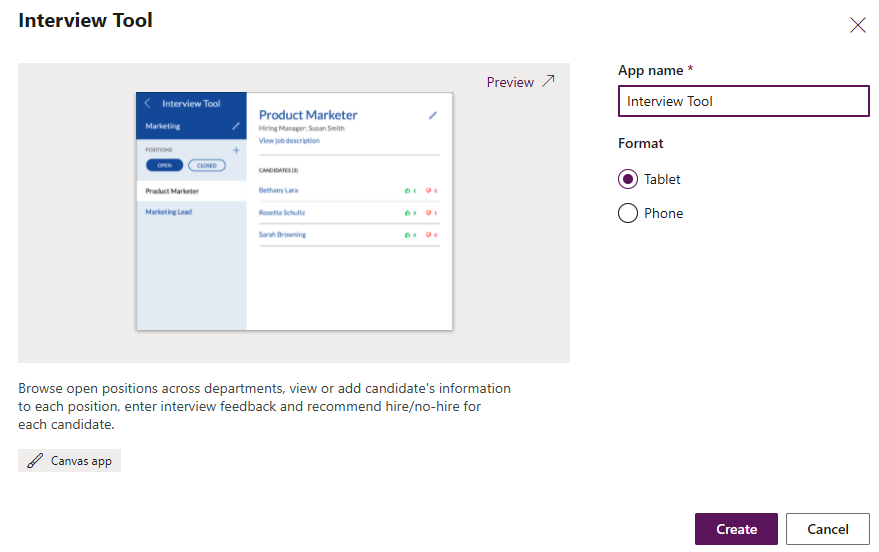 Interview Tool
Preview
Interview Tool
Marketing
POSITIONS
OPEN CLOSED
Product Marketer
Marketing Lead
Product Marketer
Hiring Manager: Susan Smith
View job description
CANDIDATES (3)
Bethany Lara
Rosetta Schultz
Sarah Browning
Browse open positions across departments, view or add candidate's information
to each position, enter interview feedback and recommend hire/no-hire for
each candidate.
Canvas app
App name *
Interview Tool
Format
Tablet
Phone
Create Cancel